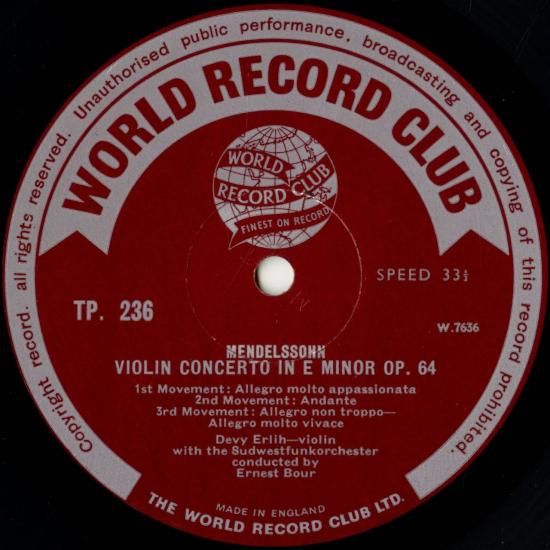 Copyright record. all rights reserved. Unauthorised public performance, broadcasting and copying of this record prohibited.
WORLD RECORD CLUB
WORLD
RECORD CLUB
FINEST ON RECORD
SPEED 33⅓
TP. 236
W.7636
MENDELSSOHN
VIOLIN CONCERTO IN E MINOR OP. 64
1st Movement: Allegro molto appassionata
2nd Movement: Andante
3rd Movement: Allegro non troppo—
Allegro molto vivace
Devy Erlih—violin
with the Sudwestfunkorchester
conducted by
Ernest Bour
MADE IN ENGLAND
THE WORLD RECORD CLUB LTD.